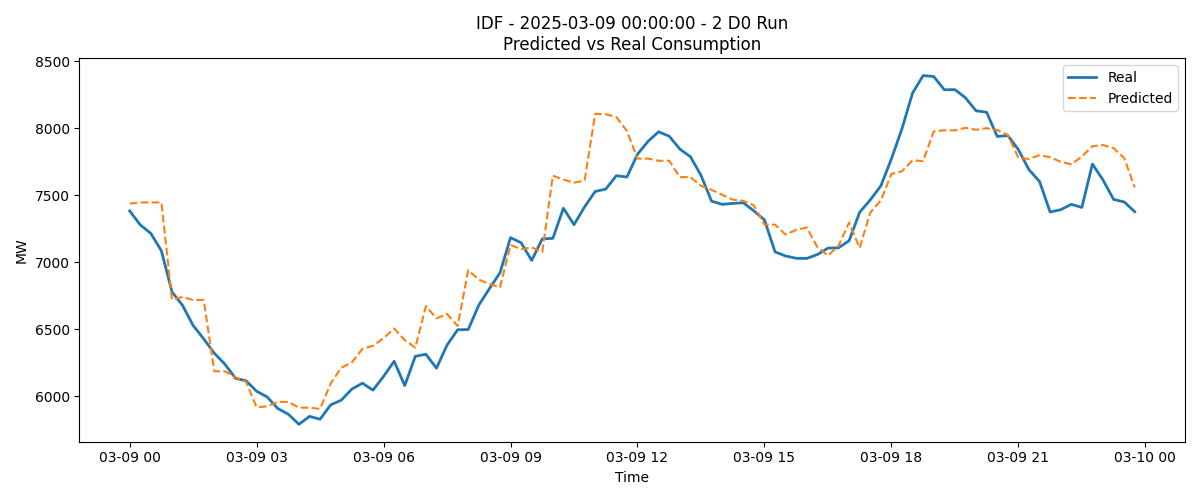 IDF - 2025-03-09 00:00:00 - 2 D0 Run
Predicted vs Real Consumption
8500
8000
7500
7000
6500
6000
MW
Real
Predicted
03-09 00
03-09 03
03-09 06
03-09 09
03-09 12
03-09 15
03-09 18
03-09 21
03-10 00
Time